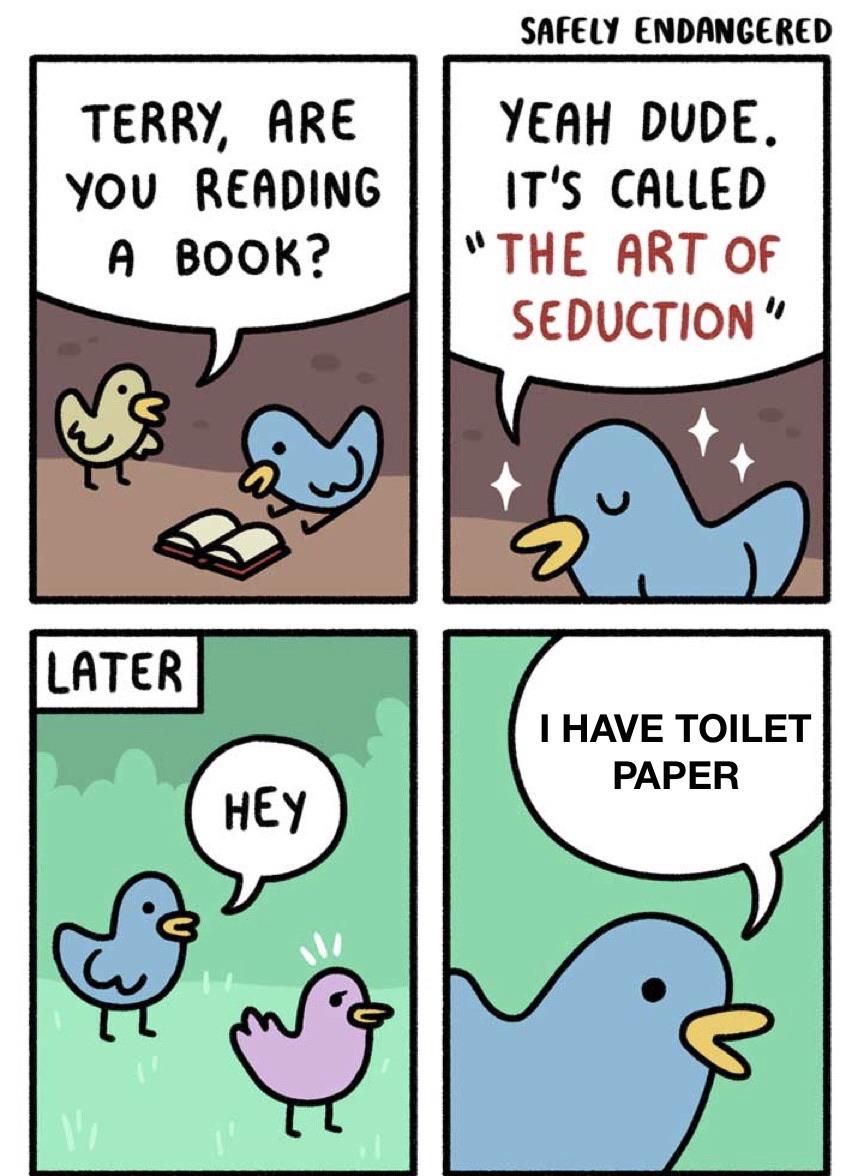 SAFELY ENDANGERED
TERRY, ARE
YOU READING
A BOOK?
YEAH DUDE.
IT'S CALLED
"THE ART OF
SEDUCTION"
LATER
HEY
I HAVE TOILET
PAPER